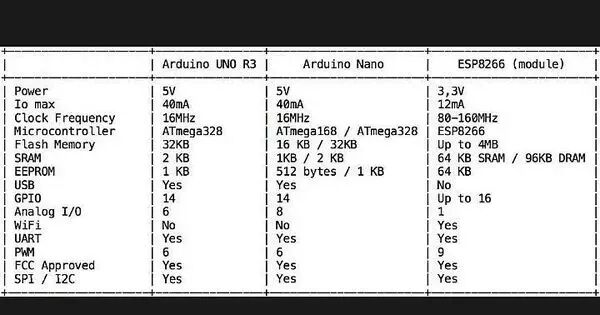 +--------------------+----------------+----------------------+-----------------------+
| | Arduino UNO R3 | Arduino Nano | ESP8266 (module) |
+--------------------+----------------+----------------------+-----------------------+
| Power | 5V | 5V | 3,3V |
| Io max | 40mA | 40mA | 12mA |
| Clock Frequency | 16MHz | 16MHz | 80-160MHz |
| Microcontroller | ATmega328 | ATmega168 / ATmega328 | ESP8266 |
| Flash Memory | 32KB | 16 KB / 32KB | Up to 4MB |
| SRAM | 2 KB | 1KB / 2 KB | 64 KB SRAM / 96KB DRAM |
| EEPROM | 1 KB | 512 bytes / 1 KB | 64 KB |
| USB | Yes | Yes | No |
| GPIO | 14 | 14 | Up to 16 |
| Analog I/O | 6 | 8 | 1 |
| WiFi | No | No | Yes |
| UART | Yes | Yes | Yes |
| PWM | 6 | 6 | 9 |
| FCC Approved | Yes | Yes | Yes |
| SPI / I2C | Yes | Yes | Yes |
+--------------------+----------------+----------------------+-----------------------+